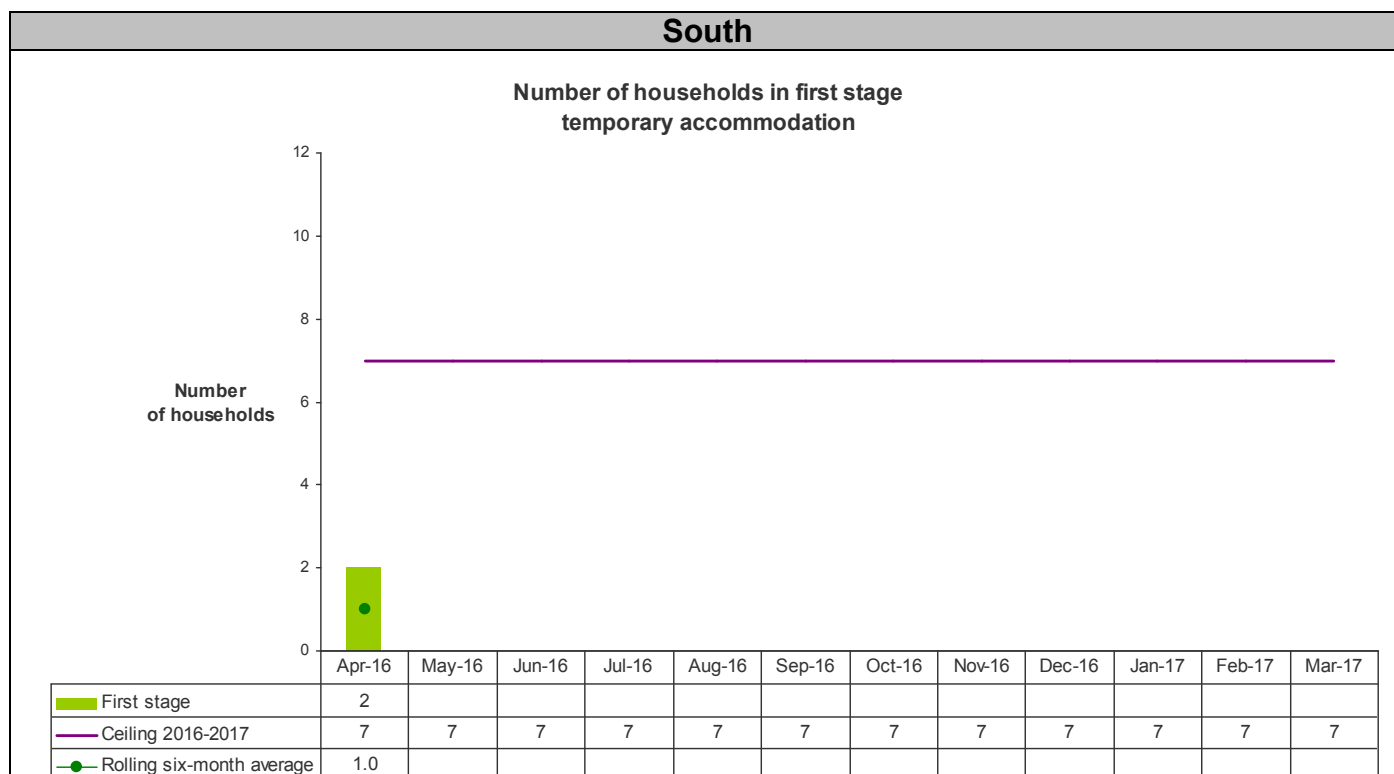 South
Number of households in first stage
temporary accommodation
12
10
8
6
4
2
0
Number
of households
Apr-16 May-16 Jun-16 Jul-16 Aug-16 Sep-16 Oct-16 Nov-16 Dec-16 Jan-17 Feb-17 Mar-17
First stage 2
Ceiling 2016-2017 7 7 7 7 7 7 7 7 7 7 7 7
Rolling six-month average 1.0